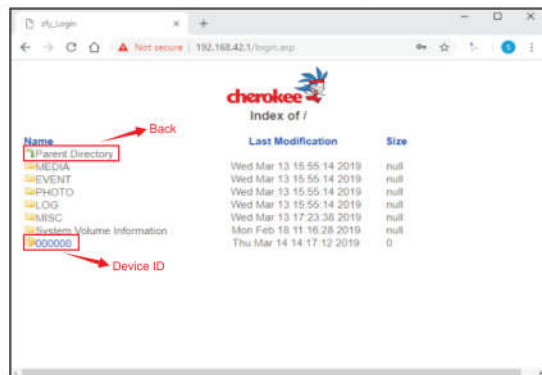 zfy_Login
Not secure 192.168.42.1/login.asp
cherokee
Index of /
Back
Name Last Modification Size
Parent Directory
MEDIA Wed Mar 13 15 55 14 2019 null
EVENT Wed Mar 13 15 55 14 2019 null
PHOTO Wed Mar 13 15 55 14 2019 null
LOG Wed Mar 13 15 55 14 2019 null
MISC Wed Mar 13 17 23 38 2019 null
System Volume Information Mon Feb 18 11 16 28 2019 null
000000 Thu Mar 14 14 17 12 2019 0
Device ID